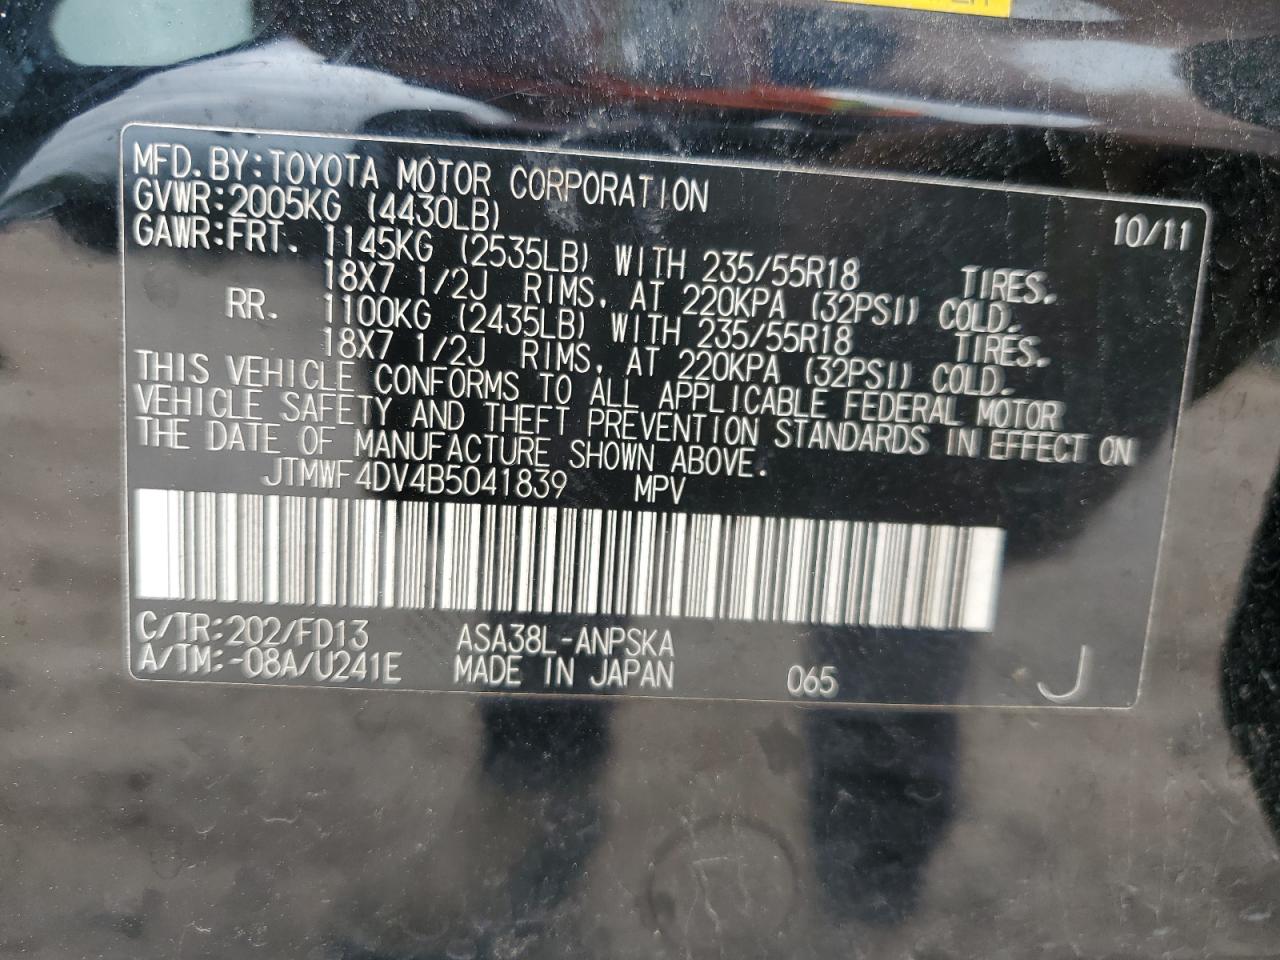 MFD. BY: TOYOTA MOTOR CORPORATION 10/11
GVWR: 2005KG (4430LB)
GAWR: FRT. 1145KG (2535LB) WITH 235/55R18 TIRES.
18X7 1/2J RIMS, AT 220KPA (32PSI) COLD.
RR. 1100KG (2435LB) WITH 235/55R18 TIRES.
18X7 1/2J RIMS, AT 220KPA (32PSI) COLD.
THIS VEHICLE CONFORMS TO ALL APPLICABLE FEDERAL MOTOR
VEHICLE SAFETY AND THEFT PREVENTION STANDARDS IN EFFECT ON
THE DATE OF MANUFACTURE SHOWN ABOVE.
JTMWF4DV4B5041839 MPV
C/TR: 202/FD13 ASA38L-ANPSKA
A/TM: -08A/U241E MADE IN JAPAN 065 J